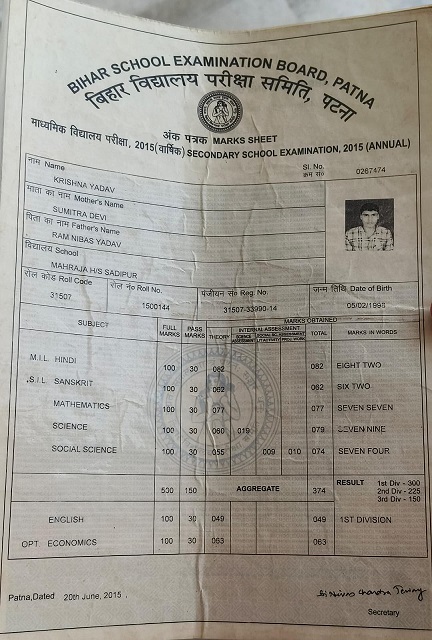 BIHAR SCHOOL EXAMINATION BOARD, PATNA
बिहार विद्यालय परीक्षा समिति, पटना
अंक पत्रक MARKS SHEET
माध्यमिक विद्यालय परीक्षा, 2015(वार्षिक) SECONDARY SCHOOL EXAMINATION, 2015 (ANNUAL)
नाम Name
KRISHNA YADAV
Sl. No.
क्रम सं० 0267474
माता का नाम Mother's Name
SUMITRA DEVI
पिता का नाम Father's Name
RAM NIBAS YADAV
विद्यालय School
MAHRAJA H/S SADIPUR
रोल कोड Roll Code रोल नं० Roll No. पंजीयन सं० Reg. No. जन्म तिथि Date of Birth
31507 1500144 31507-33990-14 05/02/1998
SUBJECT FULL MARKS PASS MARKS THEORY INTERNAL ASSESSMENT MARKS OBTAINED TOTAL MARKS IN WORDS
M.I.L. HINDI 100 30 082 082 EIGHT TWO
S.I.L. SANSKRIT 100 30 062 062 SIX TWO
MATHEMATICS 100 30 077 077 SEVEN SEVEN
SCIENCE 100 30 060 019 079 SEVEN NINE
SOCIAL SCIENCE 100 30 055 009 010 074 SEVEN FOUR
500 150 AGGREGATE 374 RESULT 1st Div - 300
2nd Div - 225
3rd Div - 150
ENGLISH 100 30 049 049 1ST DIVISION
OPT. ECONOMICS 100 30 063 063
Patna,Dated 20th June, 2015
Secretary